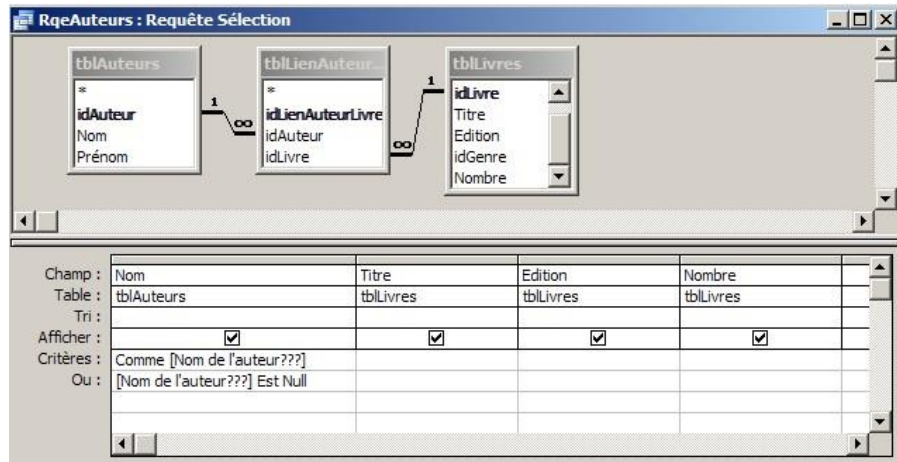 RqeAuteurs : Requête Sélection
tblAuteurs
*
idAuteur
Nom
Prénom
1
∞
tblLienAuteur...
*
idLienAuteurLivre
idAuteur
idLivre
∞
1
tblLivres
idLivre
Titre
Edition
idGenre
Nombre
Champ : Nom Titre Edition Nombre
Table : tblAuteurs tblLivres tblLivres tblLivres
Tri :
Afficher :
Critères : Comme [Nom de l'auteur???]
Ou : [Nom de l'auteur???] Est Null